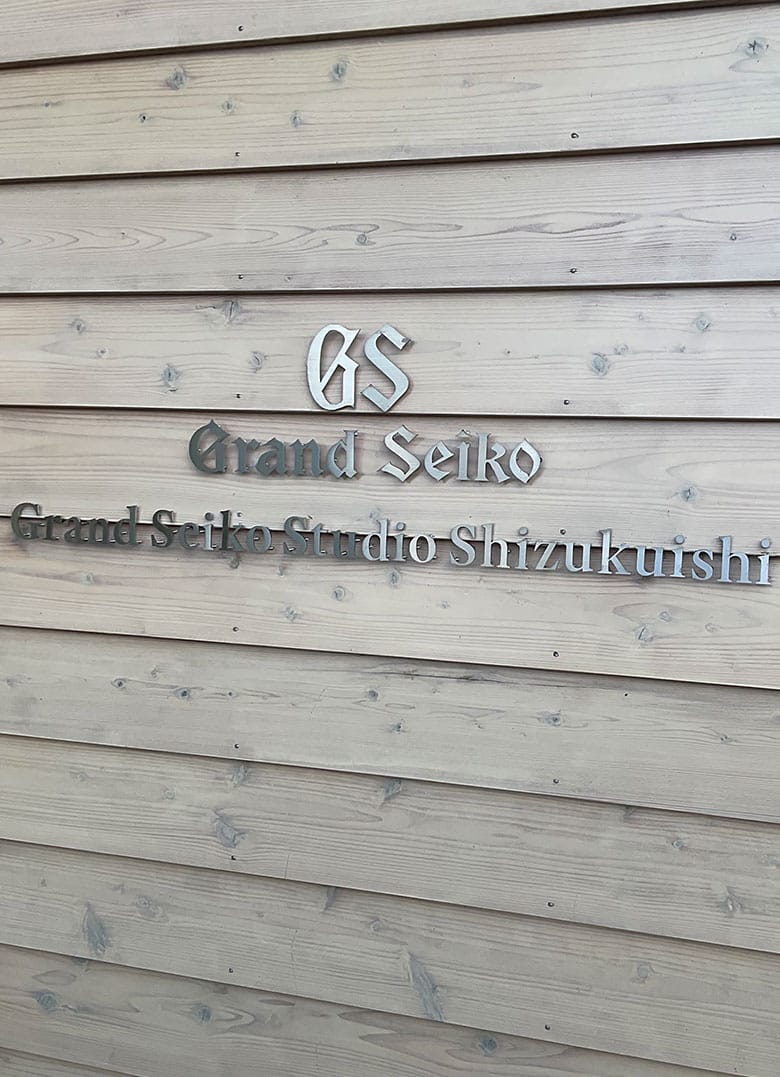 GS
Grand Seiko
Grand Seiko Studio Shizukuishi